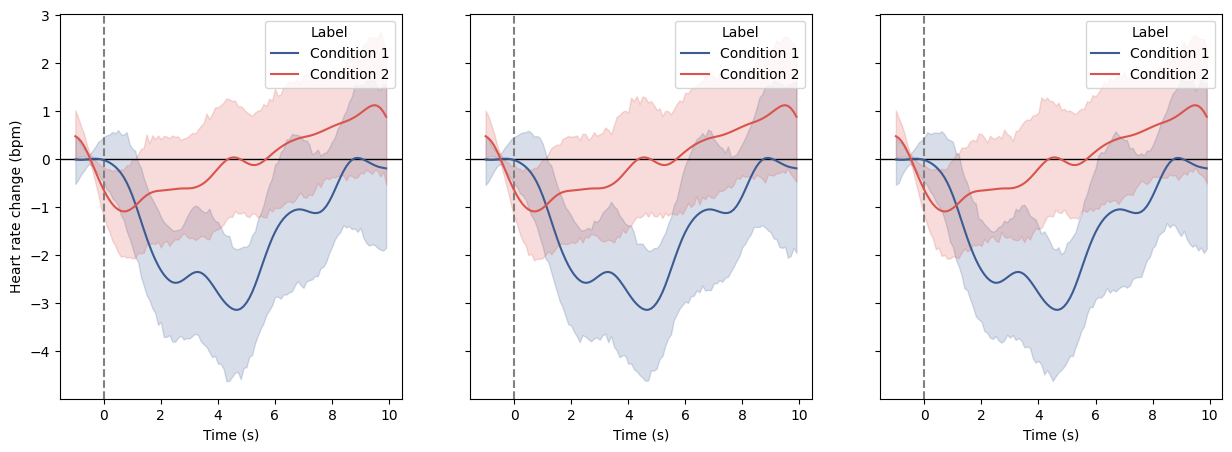 Heart rate change (bpm)
3
2
1
0
−1
−2
−3
−4
Label
Condition 1
Condition 2
0
2
4
6
8
10
Time (s)
Label
Condition 1
Condition 2
0
2
4
6
8
10
Time (s)
Label
Condition 1
Condition 2
0
2
4
6
8
10
Time (s)